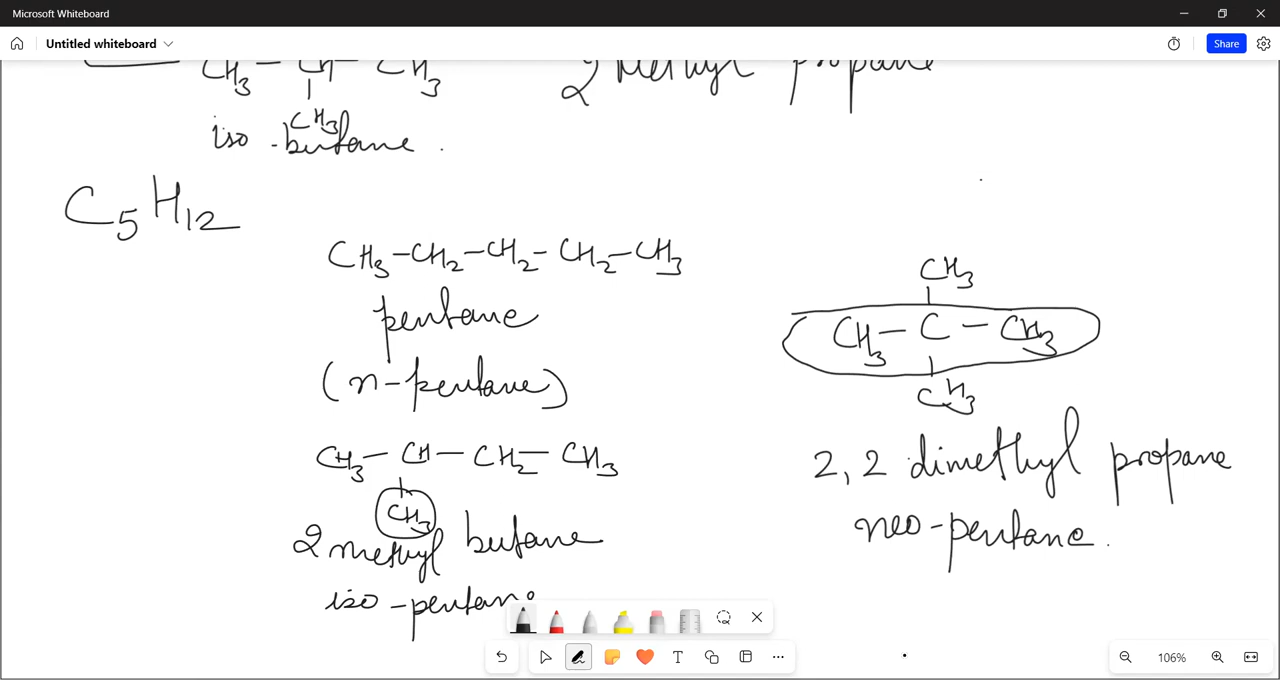 Microsoft Whiteboard
Untitled whiteboard
Share
CH3 – CH – CH3
2 Methyl propane
CH3
iso -butane .
C5H12
CH3–CH2–CH2–CH2–CH3
pentane
(n-pentane)
CH3 – CH – CH2 – CH3
CH3
2 methyl butane
iso -pentane
CH3
CH3 – C – CH3
CH3
2,2 dimethyl propane
neo-pentane.
106%